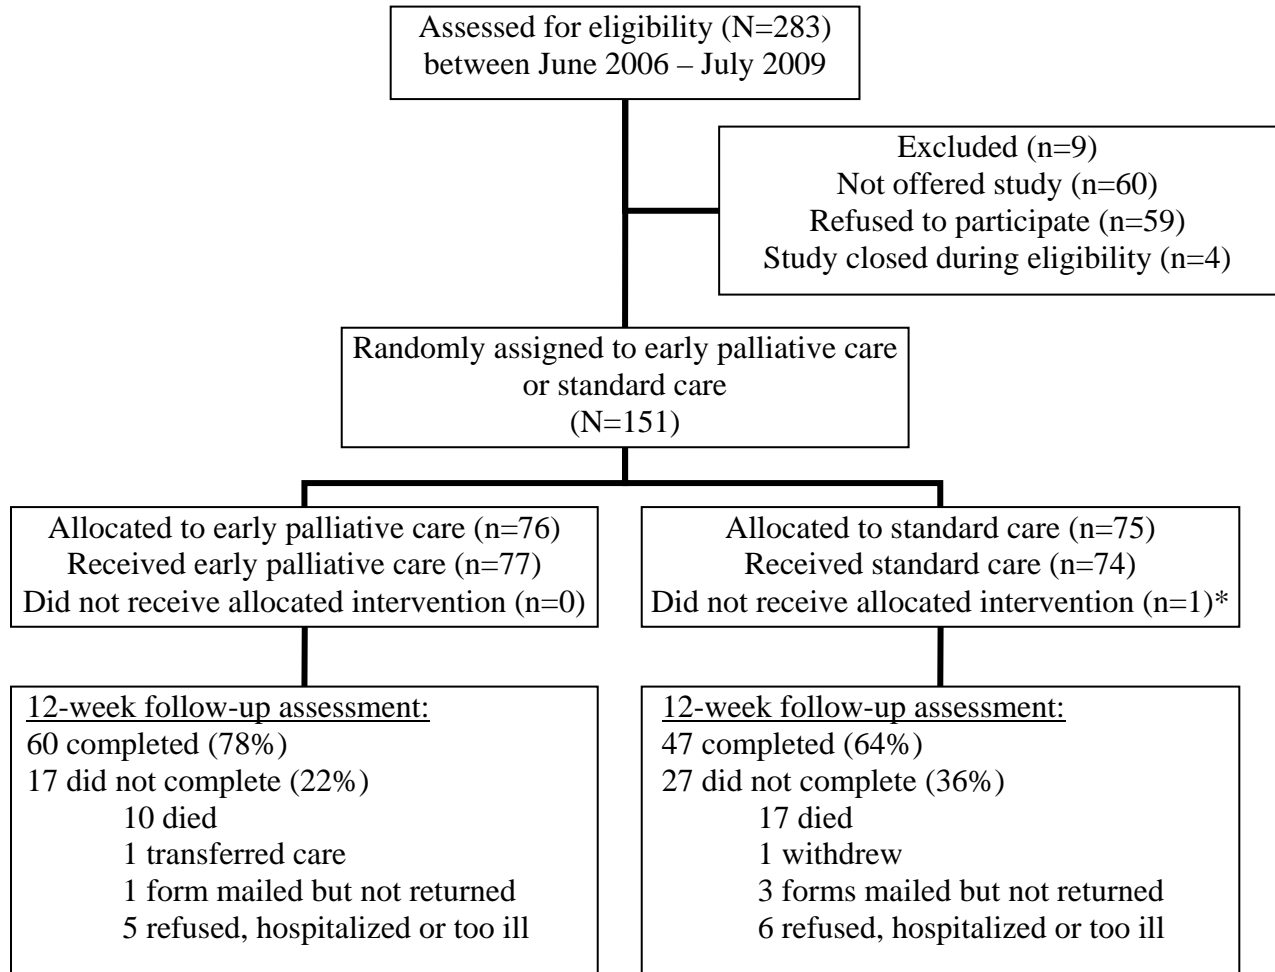 Assessed for eligibility (N=283)
between June 2006 – July 2009
Excluded (n=9)
Not offered study (n=60)
Refused to participate (n=59)
Study closed during eligibility (n=4)
Randomly assigned to early palliative care
or standard care
(N=151)
Allocated to early palliative care (n=76)
Received early palliative care (n=77)
Did not receive allocated intervention (n=0)
Allocated to standard care (n=75)
Received standard care (n=74)
Did not receive allocated intervention (n=1)*
12-week follow-up assessment:
60 completed (78%)
17 did not complete (22%)
10 died
1 transferred care
1 form mailed but not returned
5 refused, hospitalized or too ill
12-week follow-up assessment:
47 completed (64%)
27 did not complete (36%)
17 died
1 withdrew
3 forms mailed but not returned
6 refused, hospitalized or too ill